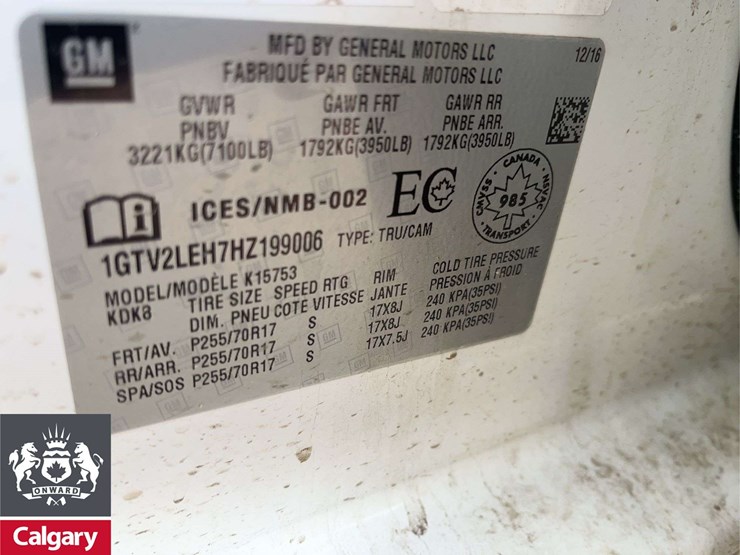 GM
MFD BY GENERAL MOTORS LLC 12/16
FABRIQUÉ PAR GENERAL MOTORS LLC
GVWR GAWR FRT GAWR RR
PNBV PNBE AV. PNBE ARR.
3221KG(7100LB) 1792KG(3950LB) 1792KG(3950LB)
i ICES/NMB-002 EC
CANADA
CMVSS 985 NSVAC
TRANSPORT
1GTV2LEH7HZ199006 TYPE: TRU/CAM
MODEL/MODÈLE K15753
KDK8 TIRE SIZE SPEED RTG RIM COLD TIRE PRESSURE
DIM. PNEU COTE VITESSE JANTE PRESSION À FROID
FRT/AV. P255/70R17 S 17X8J 240 KPA(35PSI)
RR/ARR. P255/70R17 S 17X8J 240 KPA(35PSI)
SPA/SOS P255/70R17 S 17X7.5J 240 KPA(35PSI)
ONWARD
Calgary